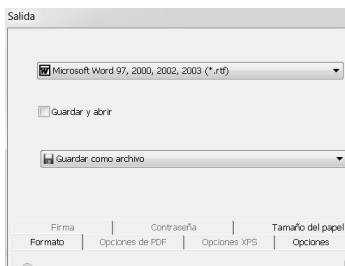 Salida
Microsoft Word 97, 2000, 2002, 2003 (*.rtf)
Guardar y abrir
Guardar como archivo
Firma Contraseña Tamaño del papel
Formato Opciones de PDF Opciones XPS Opciones